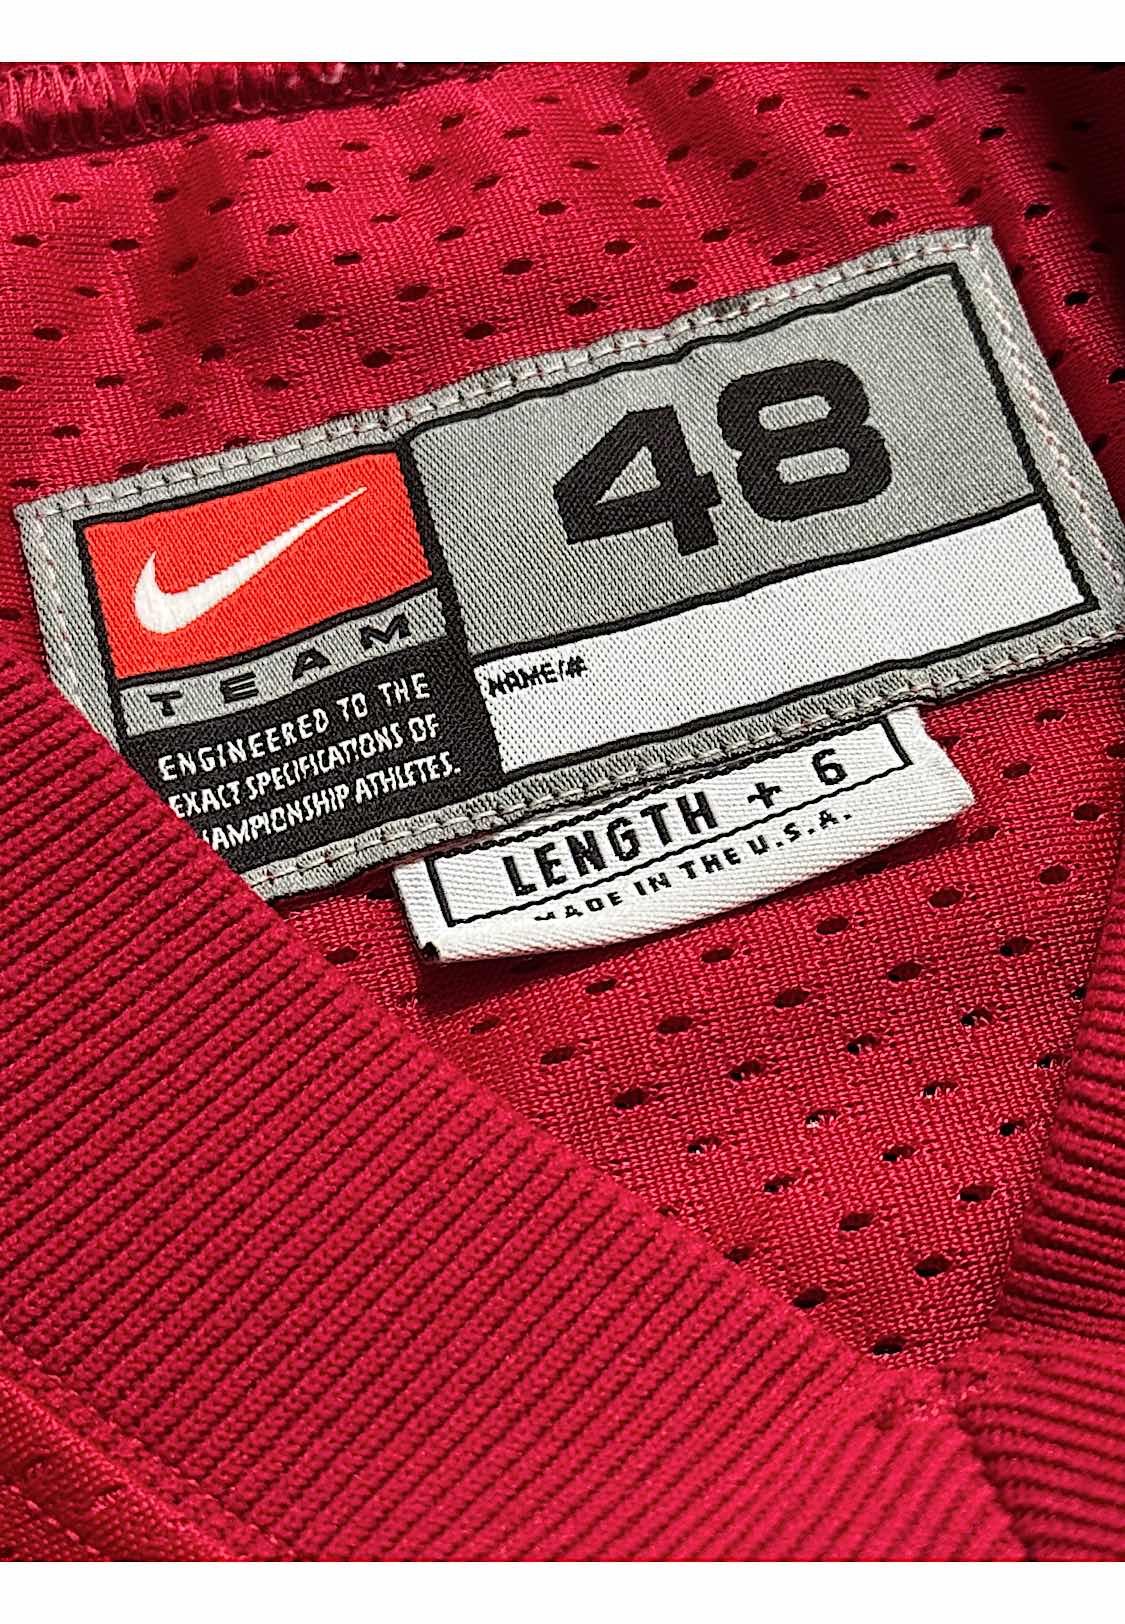 48
TEAM
NAME/#
ENGINEERED TO THE
EXACT SPECIFICATIONS OF
CHAMPIONSHIP ATHLETES.
LENGTH + 6
MADE IN THE U.S.A.